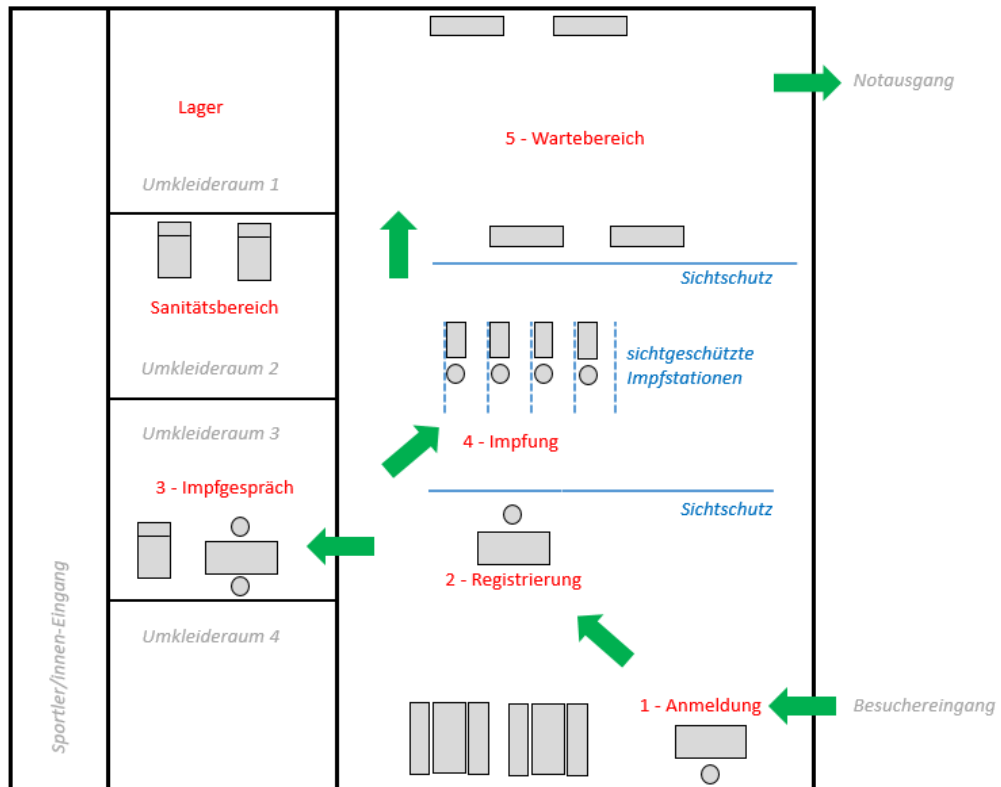 Notausgang
Lager
5 - Wartebereich
Umkleideraum 1
Sichtschutz
Sanitätsbereich
sichtgeschützte
Impfstationen
Umkleideraum 2
Umkleideraum 3
4 - Impfung
3 - Impfgespräch
Sichtschutz
2 - Registrierung
Sportler/innen-Eingang
Umkleideraum 4
1 - Anmeldung
Besuchereingang